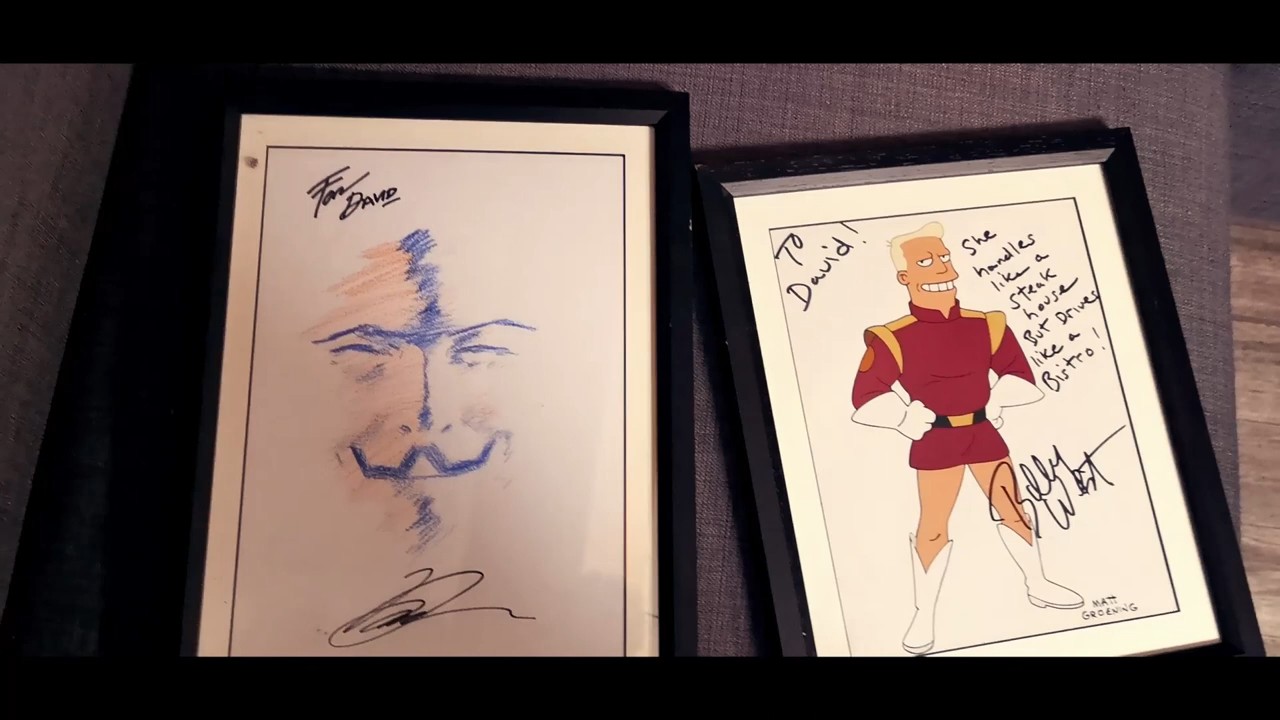 For
DAVID
To
David!
She
handles
like a
steak
house
But Drives
like a
Bistro!
Billy
West
MATT
GROENING